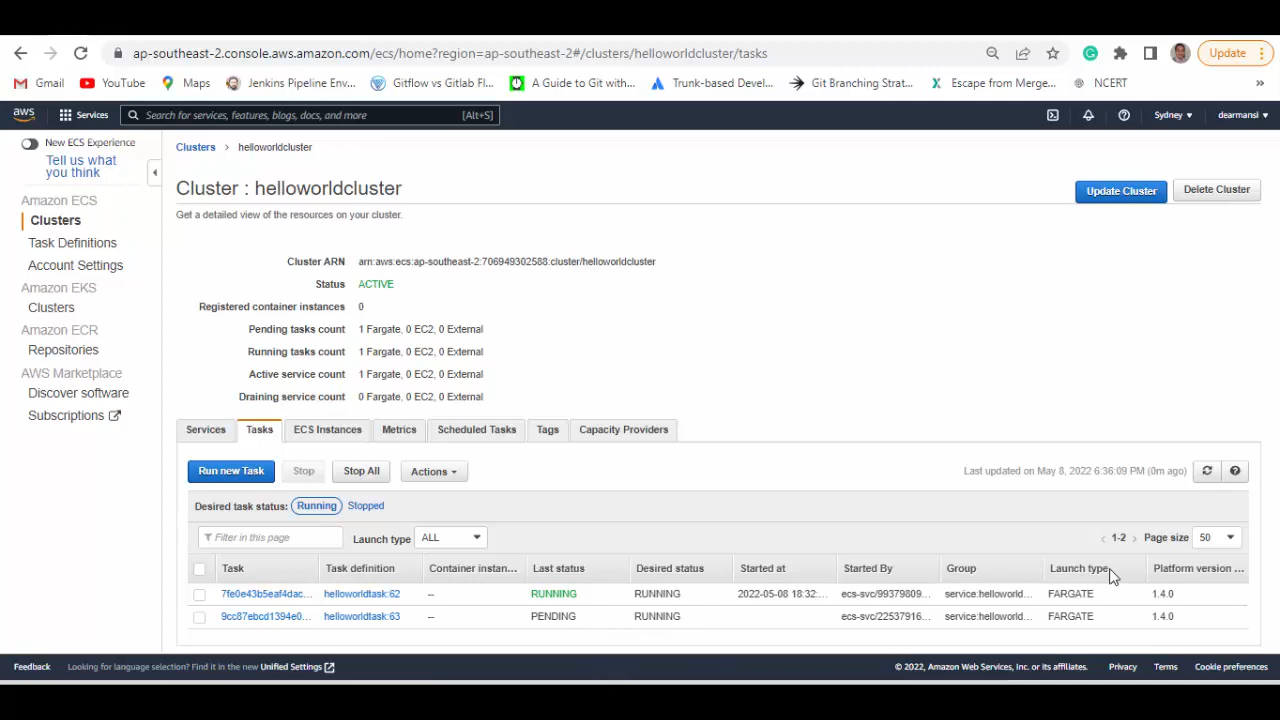 ap-southeast-2.console.aws.amazon.com/ecs/home?region=ap-southeast-2#/clusters/helloworldcluster/tasks Update
Gmail YouTube Maps Jenkins Pipeline Env... Gitflow vs Gitlab Fl... A Guide to Git with... Trunk-based Devel... Git Branching Strat... Escape from Merge... NCERT »
aws Services Search for services, features, blogs, docs, and more [Alt+S] Sydney dearmansi
New ECS Experience
Tell us what
you think
Amazon ECS
Clusters
Task Definitions
Account Settings
Amazon EKS
Clusters
Amazon ECR
Repositories
AWS Marketplace
Discover software
Subscriptions
Clusters > helloworldcluster
Cluster : helloworldcluster
Update Cluster Delete Cluster
Get a detailed view of the resources on your cluster.
Cluster ARN arn:aws:ecs:ap-southeast-2:706949302588:cluster/helloworldcluster
Status ACTIVE
Registered container instances 0
Pending tasks count 1 Fargate, 0 EC2, 0 External
Running tasks count 1 Fargate, 0 EC2, 0 External
Active service count 1 Fargate, 0 EC2, 0 External
Draining service count 0 Fargate, 0 EC2, 0 External
Services Tasks ECS Instances Metrics Scheduled Tasks Tags Capacity Providers
Run new Task Stop Stop All Actions Last updated on May 8, 2022 6:36:09 PM (0m ago)
Desired task status: Running Stopped
Filter in this page Launch type ALL < 1-2 > Page size 50
Task Task definition Container instan... Last status Desired status Started at Started By Group Launch type Platform version ...
7fe0e43b5eaf4dac... helloworldtask:62 -- RUNNING RUNNING 2022-05-08 18:32:... ecs-svc/99379809... service:helloworld... FARGATE 1.4.0
9cc87ebcd1394e0... helloworldtask:63 -- PENDING RUNNING ecs-svc/22537916... service:helloworld... FARGATE 1.4.0
Feedback Looking for language selection? Find it in the new Unified Settings © 2022, Amazon Web Services, Inc. or its affiliates. Privacy Terms Cookie preferences